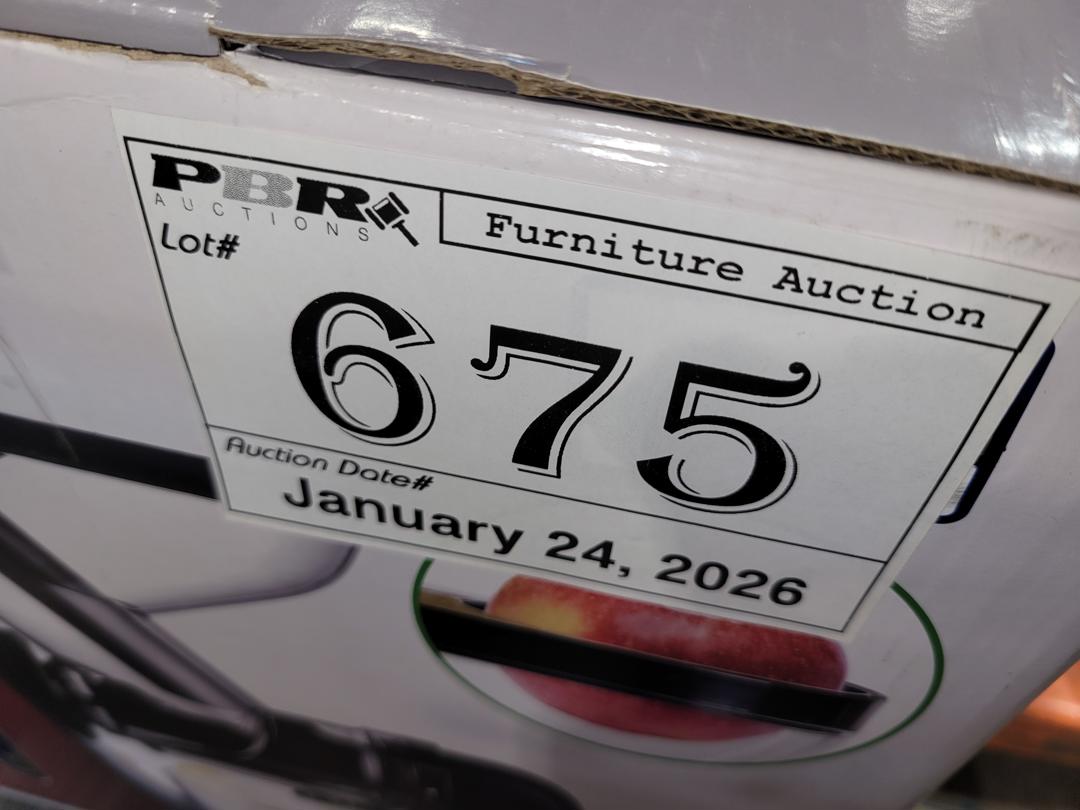 PBR
AUCTIONS
Furniture Auction
Lot#
675
Auction Date#
January 24, 2026